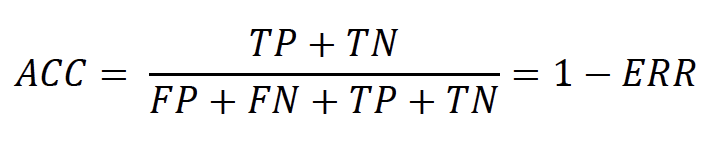 ACC = (TP + TN) / (FP + FN + TP + TN) = 1 − ERR